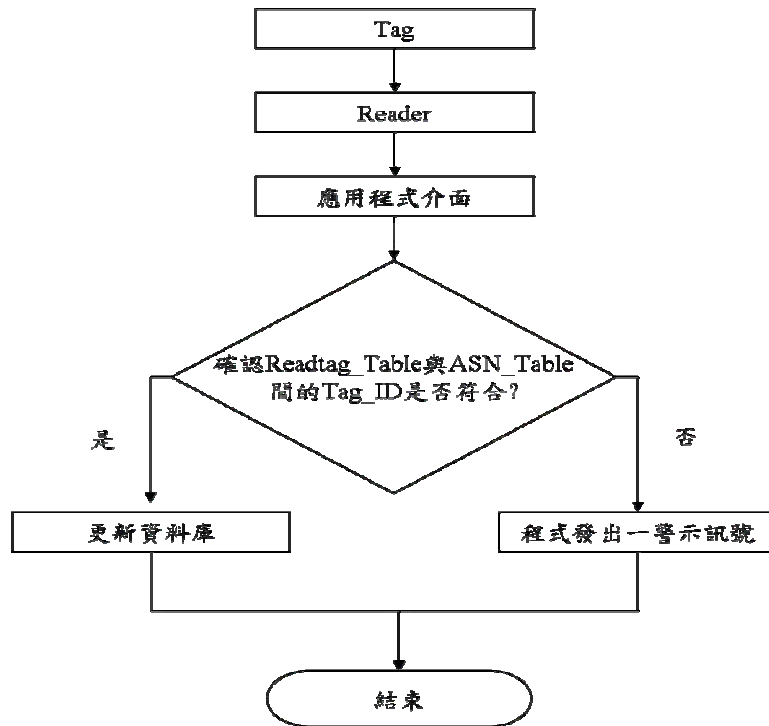 Tag
Reader
應用程式介面
確認Readtag_Table與ASN_Table
間的Tag_ID是否符合?
是
否
更新資料庫
程式發出一警示訊號
結束